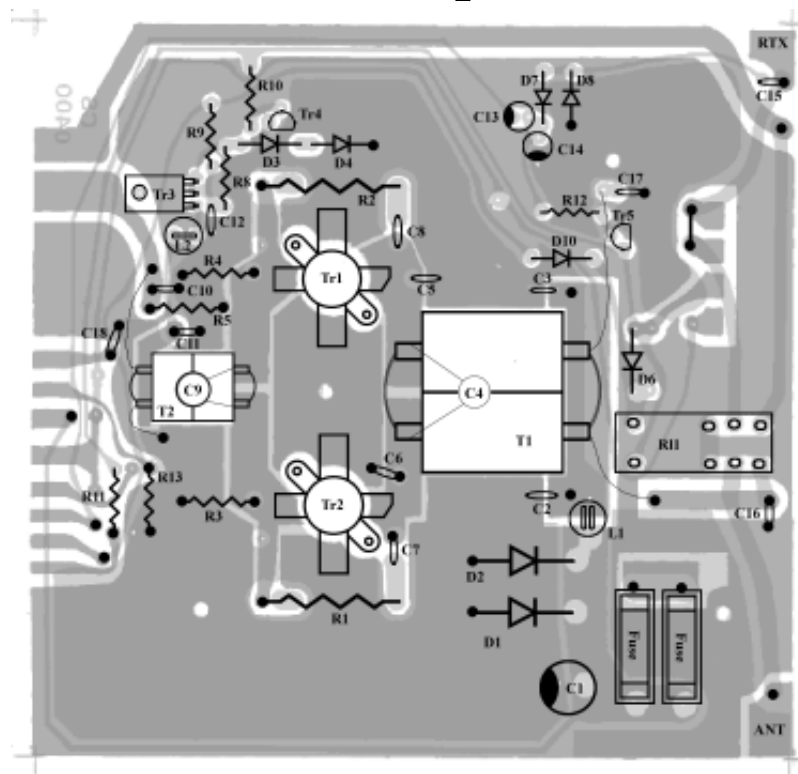 RTX
D7 D8
R10
C15
Tr4
C13
R9
C14
D3 D4
C17
R8
Tr3
R2
R12
C12
Tr5
L2
C8
D10
R4
Tr1
C3
C5
C10
R5
C18
C11
D6
C9
C4
T2
T1
Rl1
C6
R11
R13
Tr2
C2
R3
C16
L1
C7
D2
R1
D1
Fuse Fuse
C1
ANT